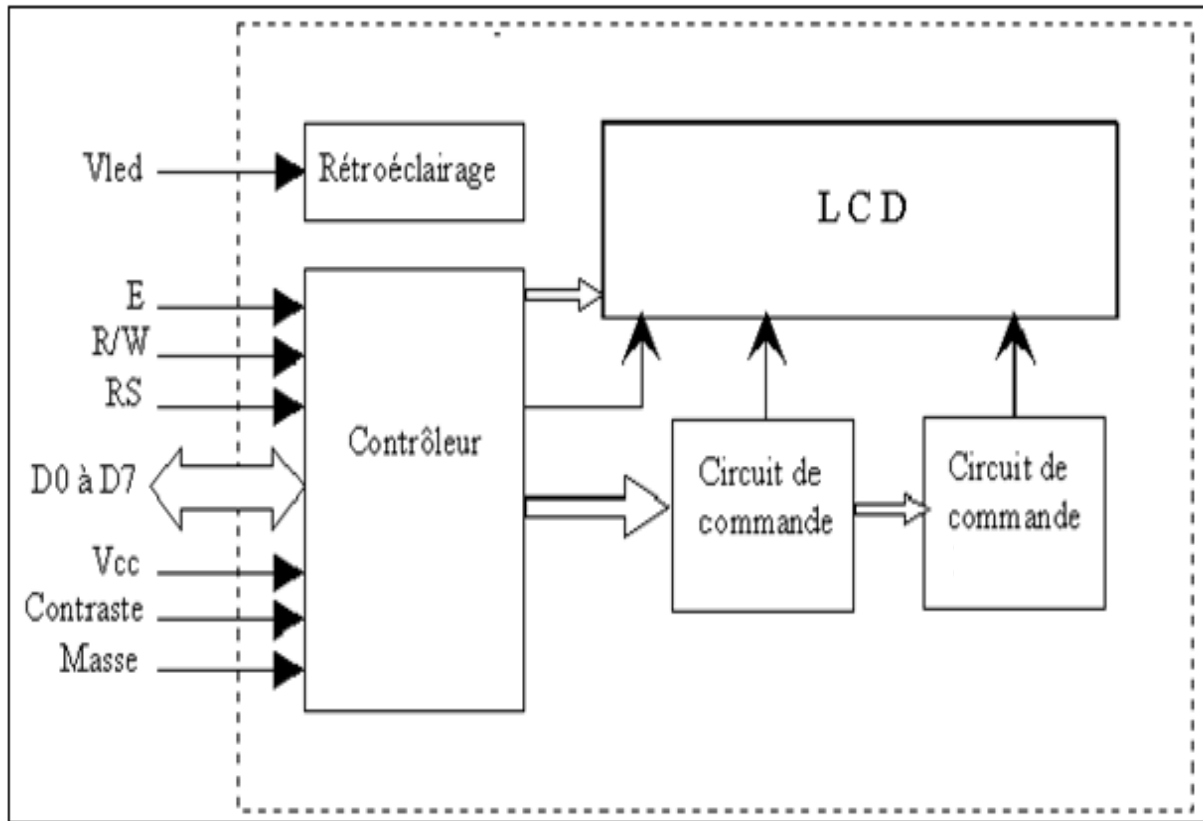 Vled
Rétroéclairage
LCD
E
R/W
RS
Contrôleur
D0 à D7
Circuit de
commande
Circuit de
commande
Vcc
Contraste
Masse